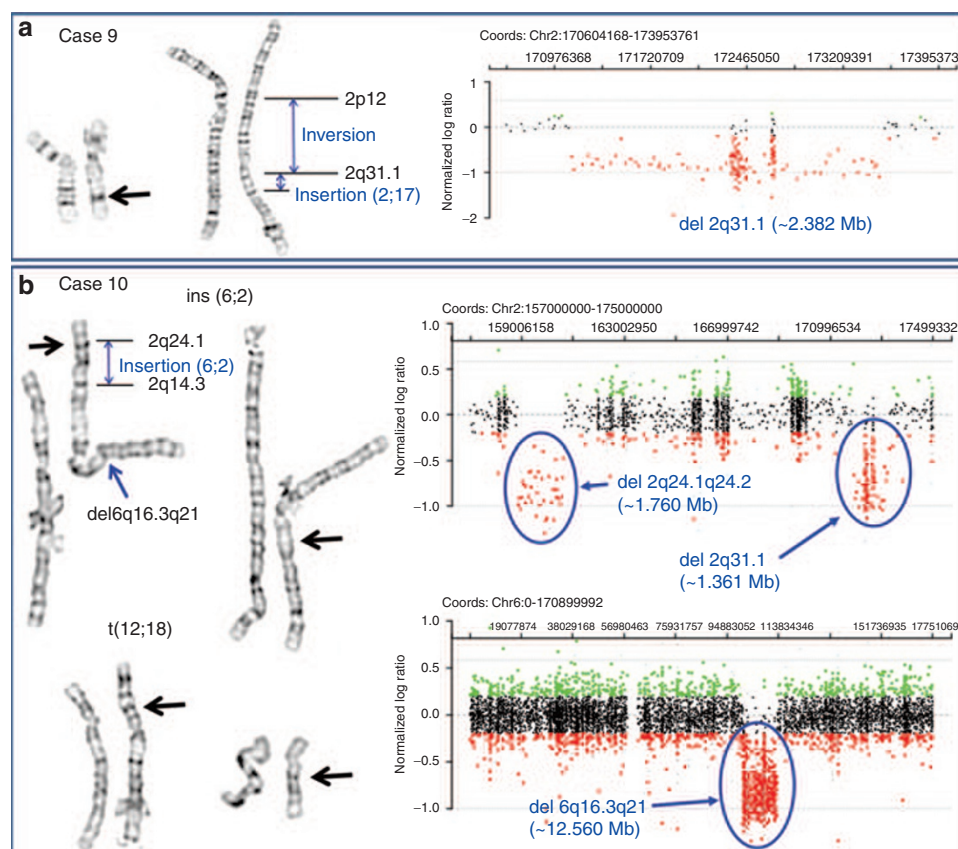 a
Case 9
2p12
Inversion
2q31.1
Insertion (2;17)
Coords: Chr2:170604168-173953761
170976368 171720709 172465050 173209391 17395373
Normalized log ratio
1
0
−1
−2
del 2q31.1 (~2.382 Mb)
b
Case 10
ins (6;2)
2q24.1
Insertion (6;2)
2q14.3
del6q16.3q21
t(12;18)
Coords: Chr2:157000000-175000000
159006158 163002950 166999742 170996534 17499332
Normalized log ratio
1.0
0.5
0.0
−0.5
−1.0
del 2q24.1q24.2
(~1.760 Mb)
del 2q31.1
(~1.361 Mb)
Coords: Chr6:0-170899992
19077874 38029168 56980463 75931757 94883052 113834346 151736935 17751069
Normalized log ratio
1.0
0.5
0.0
−0.5
−1.0
del 6q16.3q21
(~12.560 Mb)